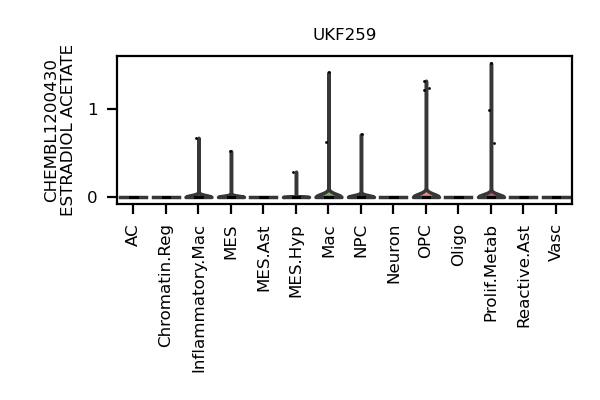 UKF259
CHEMBL1200430
ESTRADIOL ACETATE
1
0
AC
Chromatin.Reg
Inflammatory.Mac
MES
MES.Ast
MES.Hyp
Mac
NPC
Neuron
OPC
Oligo
Prolif.Metab
Reactive.Ast
Vasc